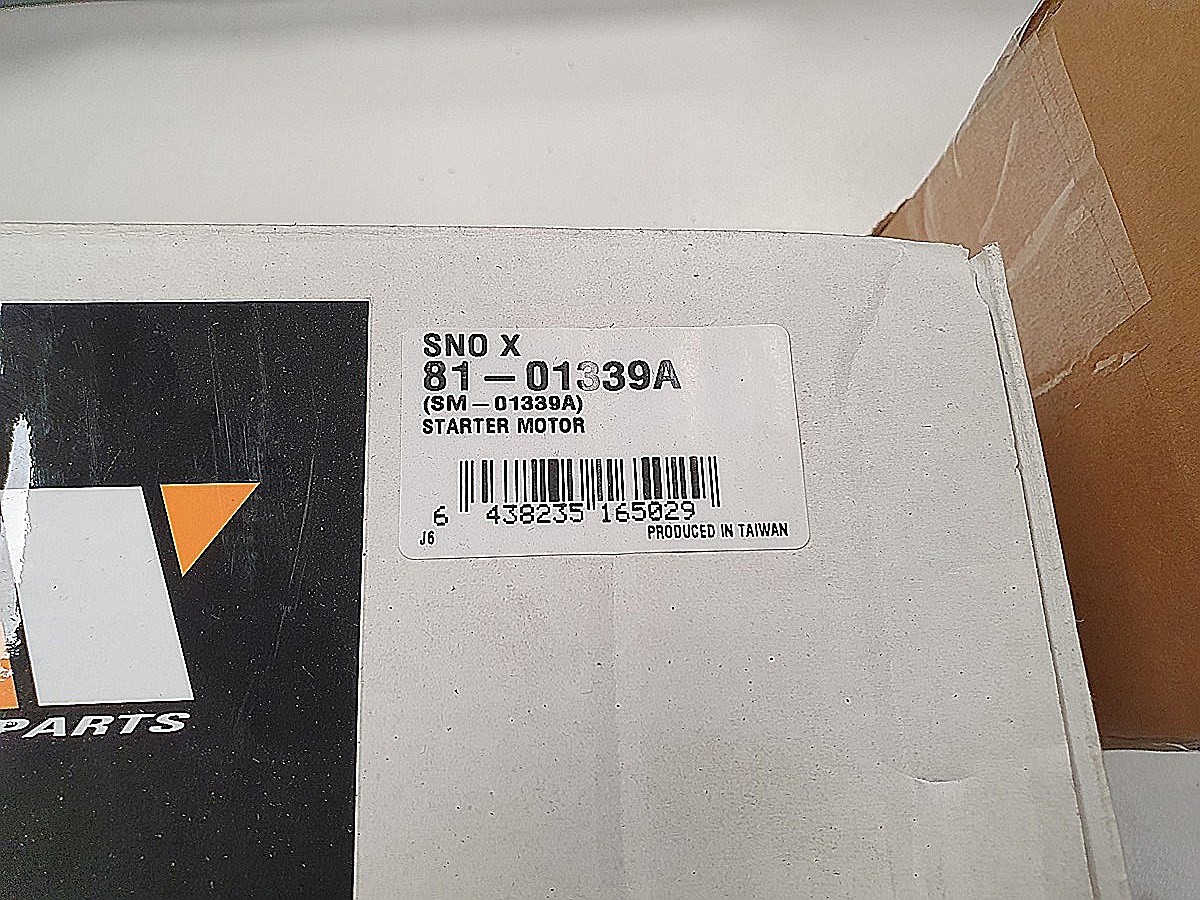 SNO X
81-01339A
(SM-01339A)
STARTER MOTOR
6 438235 165029
J6 PRODUCED IN TAIWAN
PARTS